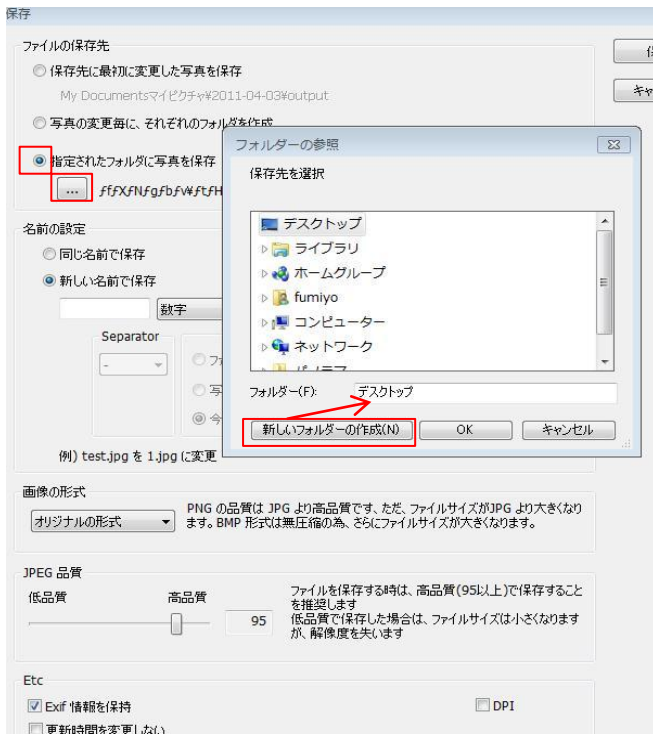 保存
ファイルの保存先
保存先に最初に変更した写真を保存
My Documentsマイピクチャ¥2011-04-03¥output
写真の変更毎に、それぞれのフォルダを作成
指定されたフォルダに写真を保存
...
ƒfƒXƒNƒgƒbƒv¥ƒtƒH
キャ
フォルダーの参照
保存先を選択
デスクトップ
ライブラリ
ホームグループ
fumiyo
コンピューター
ネットワーク
フォルダー(F):
デスクトップ
新しいフォルダーの作成(N)
OK
キャンセル
名前の設定
同じ名前で保存
新しい名前で保存
数字
Separator
-
今
例) test.jpg を 1.jpg に変更
画像の形式
オリジナルの形式
PNG の品質は JPG より高品質です、ただ、ファイルサイズがJPG より大きくなり
ます。BMP 形式は無圧縮の為、さらにファイルサイズが大きくなります。
JPEG 品質
低品質
高品質
95
ファイルを保存する時は、高品質(95以上)で保存すること
を推奨します
低品質で保存した場合は、ファイルサイズは小さくなります
が、解像度を失います
Etc
Exif 情報を保持
DPI
更新時間を変更しない